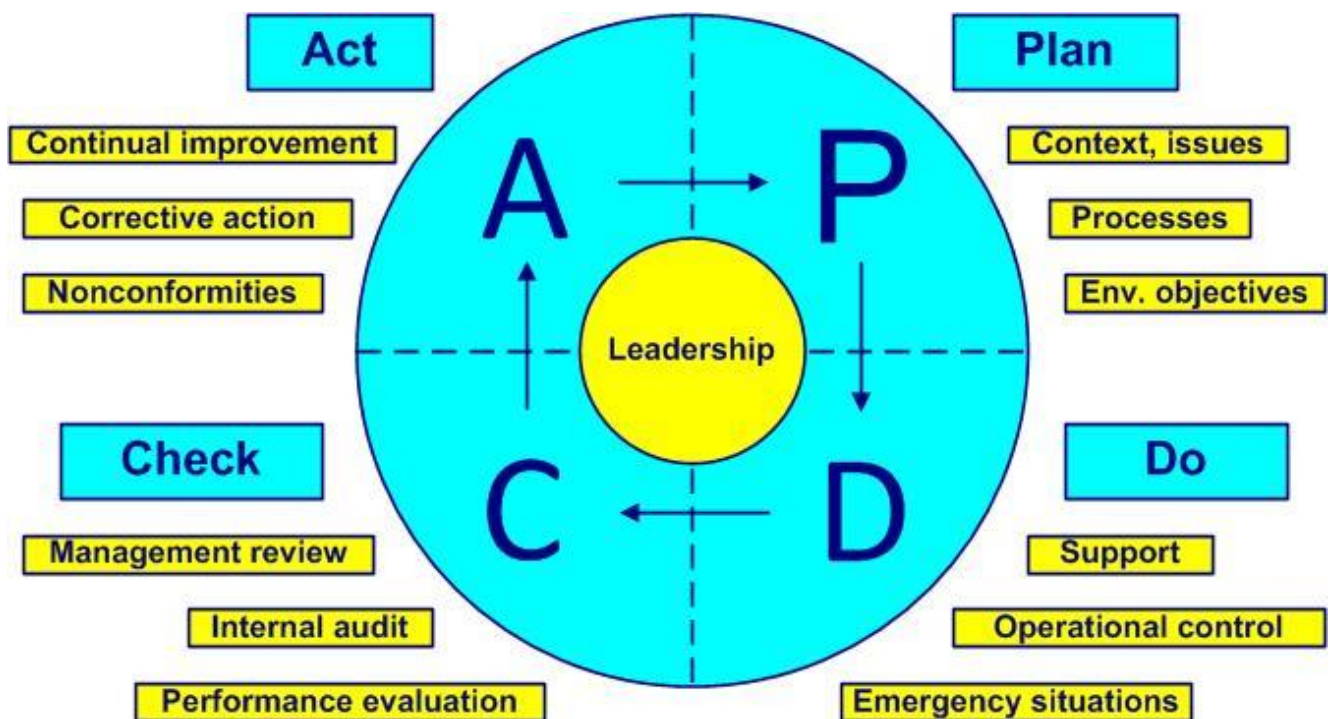 Act
Plan
Continual improvement
Context, issues
A
P
Corrective action
Processes
Nonconformities
Env. objectives
Leadership
Check
Do
C
D
Management review
Support
Internal audit
Operational control
Performance evaluation
Emergency situations